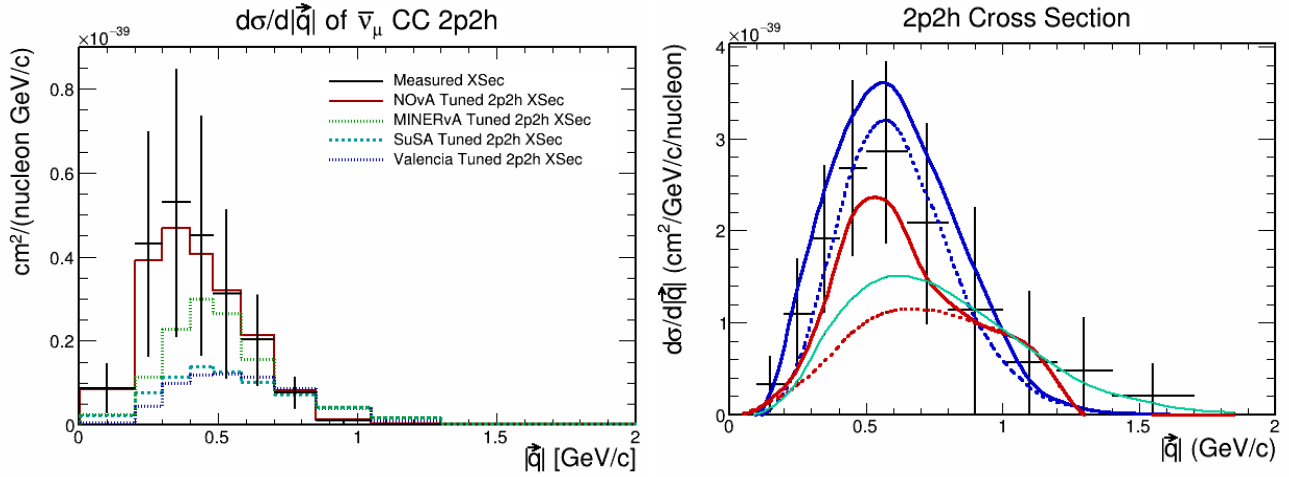 dσ/d|q⃗| of ν̅μ CC 2p2h
×10⁻³⁹
cm²/(nucleon GeV/c)
0.8
0.6
0.4
0.2
0
Measured XSec
NOvA Tuned 2p2h XSec
MINERvA Tuned 2p2h XSec
SuSA Tuned 2p2h XSec
Valencia Tuned 2p2h XSec
0 0.5 1 1.5 2
|q⃗| [GeV/c]
2p2h Cross Section
×10⁻³⁹
dσ/d|q⃗| (cm²/GeV/c/nucleon)
4
3
2
1
0
0 0.5 1 1.5 2
|q⃗| (GeV/c)